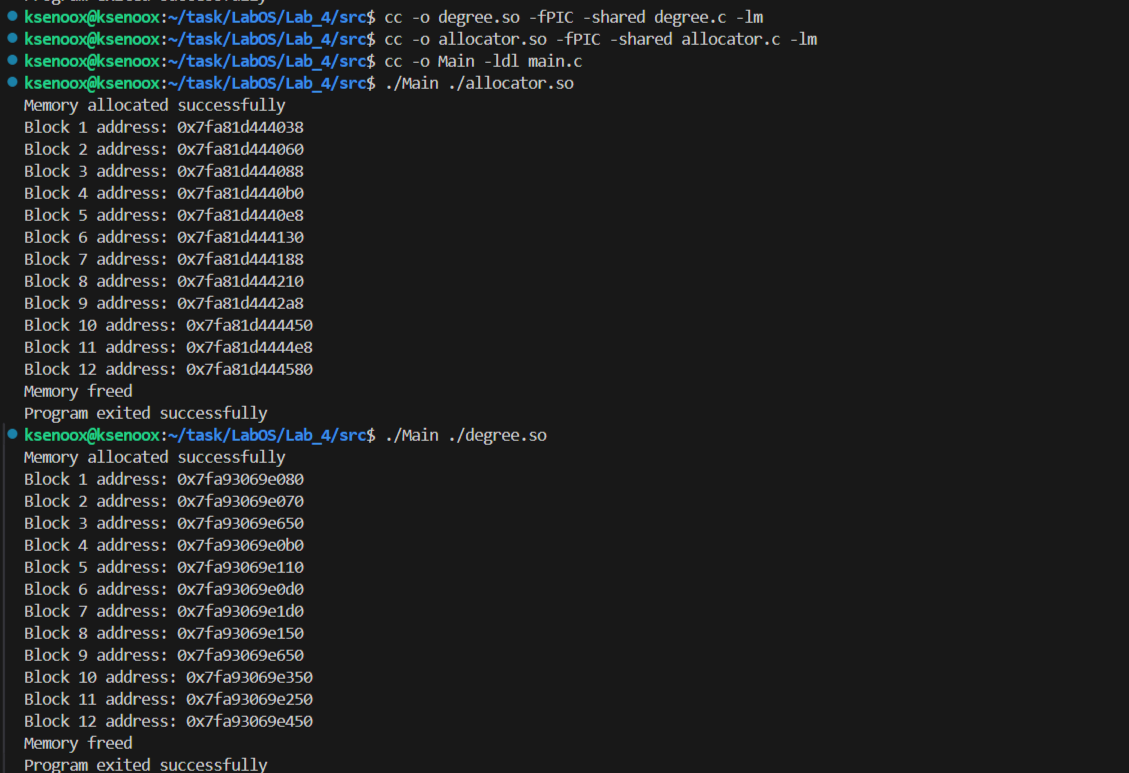 Program exited successfully
ksenoox@ksenoox:~/task/LabOS/Lab_4/src$ cc -o degree.so -fPIC -shared degree.c -lm
ksenoox@ksenoox:~/task/LabOS/Lab_4/src$ cc -o allocator.so -fPIC -shared allocator.c -lm
ksenoox@ksenoox:~/task/LabOS/Lab_4/src$ cc -o Main -ldl main.c
ksenoox@ksenoox:~/task/LabOS/Lab_4/src$ ./Main ./allocator.so
Memory allocated successfully
Block 1 address: 0x7fa81d444038
Block 2 address: 0x7fa81d444060
Block 3 address: 0x7fa81d444088
Block 4 address: 0x7fa81d4440b0
Block 5 address: 0x7fa81d4440e8
Block 6 address: 0x7fa81d444130
Block 7 address: 0x7fa81d444188
Block 8 address: 0x7fa81d444210
Block 9 address: 0x7fa81d4442a8
Block 10 address: 0x7fa81d444450
Block 11 address: 0x7fa81d4444e8
Block 12 address: 0x7fa81d444580
Memory freed
Program exited successfully
ksenoox@ksenoox:~/task/LabOS/Lab_4/src$ ./Main ./degree.so
Memory allocated successfully
Block 1 address: 0x7fa93069e080
Block 2 address: 0x7fa93069e070
Block 3 address: 0x7fa93069e650
Block 4 address: 0x7fa93069e0b0
Block 5 address: 0x7fa93069e110
Block 6 address: 0x7fa93069e0d0
Block 7 address: 0x7fa93069e1d0
Block 8 address: 0x7fa93069e150
Block 9 address: 0x7fa93069e650
Block 10 address: 0x7fa93069e350
Block 11 address: 0x7fa93069e250
Block 12 address: 0x7fa93069e450
Memory freed
Program exited successfully